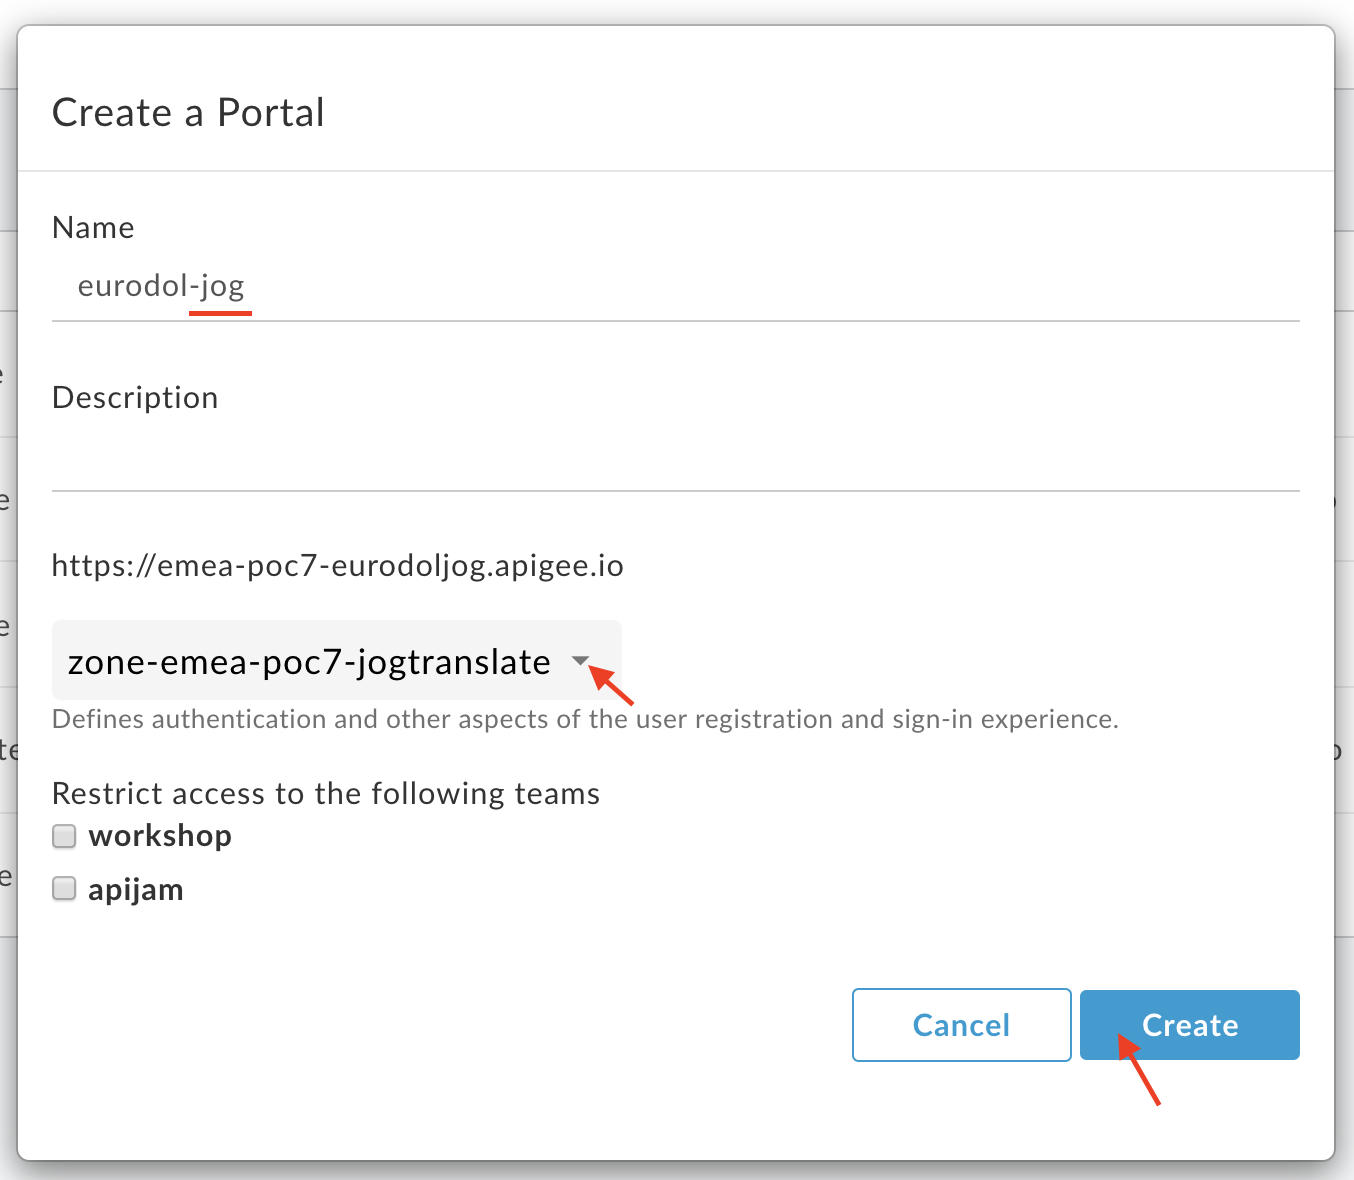 Create a Portal
Name
eurodol-jog
Description
https://emea-poc7-eurodoljog.apigee.io
zone-emea-poc7-jogtranslate
Defines authentication and other aspects of the user registration and sign-in experience.
Restrict access to the following teams
workshop
apijam
Cancel
Create